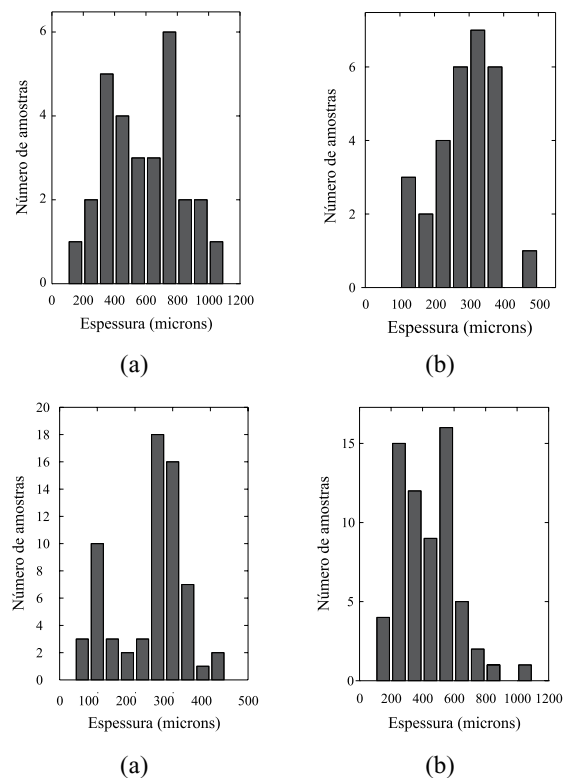 6
4
2
0
Número de amostras
0 200 400 600 800 1000 1200
Espessura (microns)
(a)
6
4
2
0
Número de amostras
0 100 200 300 400 500
Espessura (microns)
(b)
20
18
16
14
12
10
8
6
4
3
2
0
Número de amostras
0 100 200 300 400 500
Espessura (microns)
(a)
15
10
5
0
Número de amostras
200 400 600 800 1000 1200
Espessura (microns)
(b)